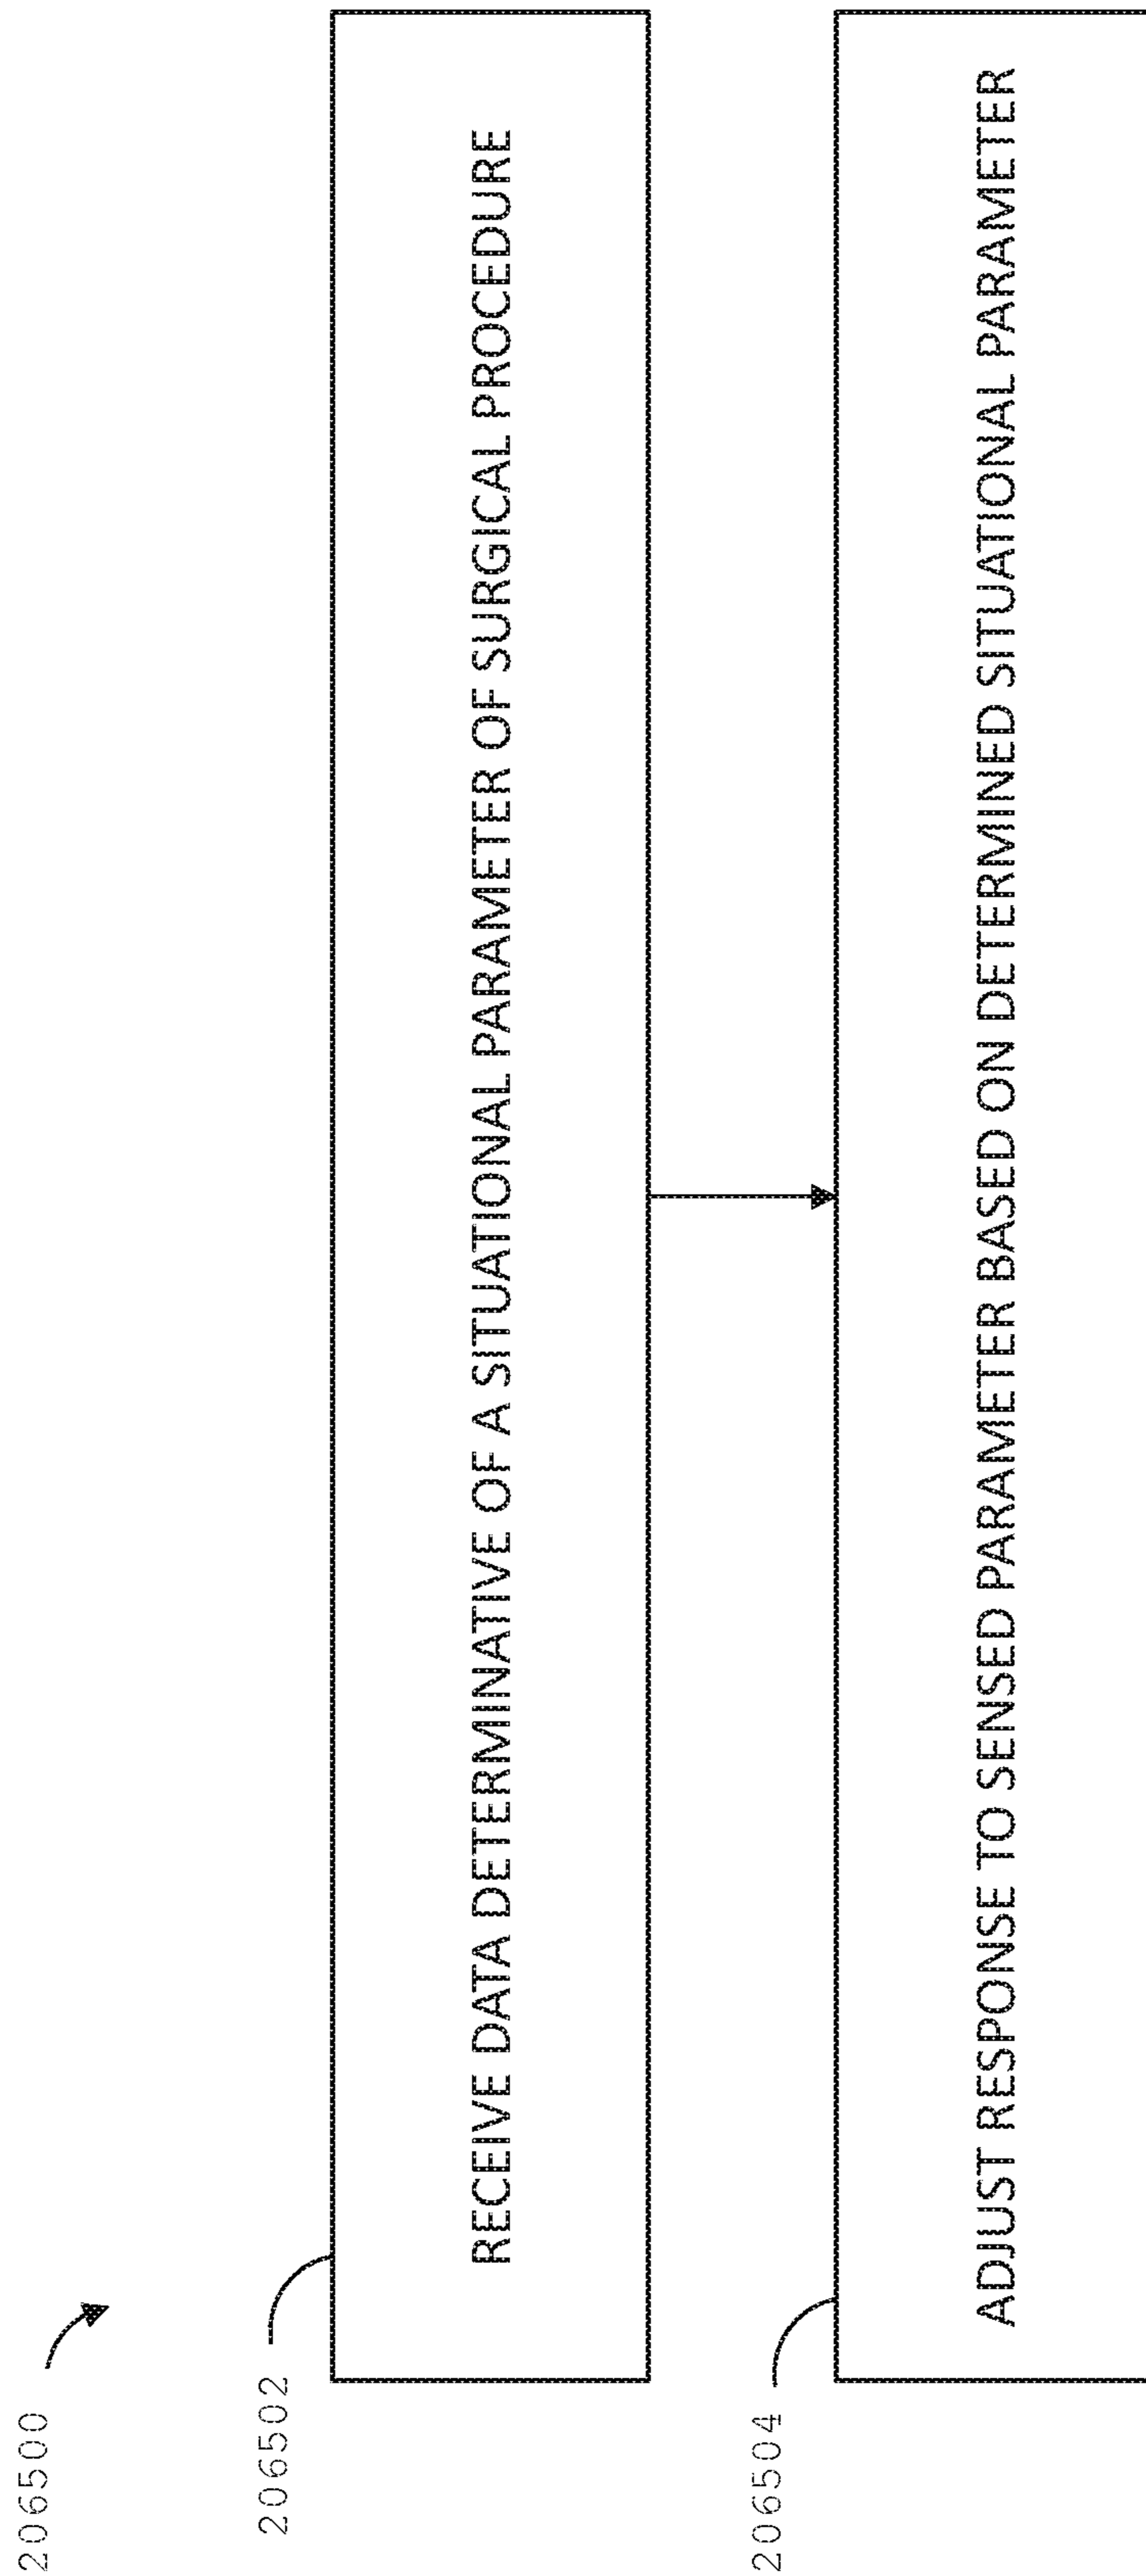 206500
206502
RECEIVE DATA DETERMINATIVE OF A SITUATIONAL PARAMETER OF SURGICAL PROCEDURE
206504
ADJUST RESPONSE TO SENSED PARAMETER BASED ON DETERMINED SITUATIONAL PARAMETER